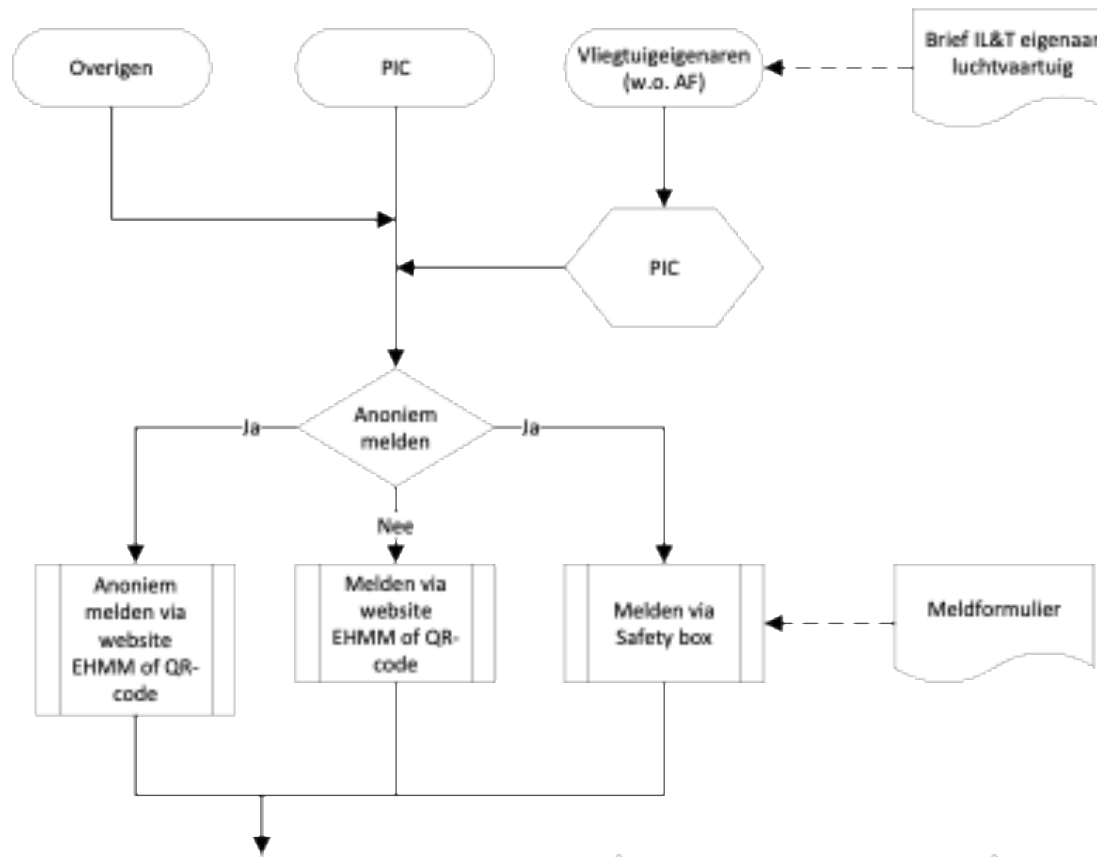 Overigen
PIC
Vliegtuigeigenaren
(w.o. AF)
Brief IL&T eigenaar
luchtvaartuig
PIC
Anoniem
melden
Ja
Ja
Nee
Anoniem
melden via
website
EHMM of QR-
code
Melden via
website
EHMM of QR-
code
Melden via
Safety box
Meldformulier